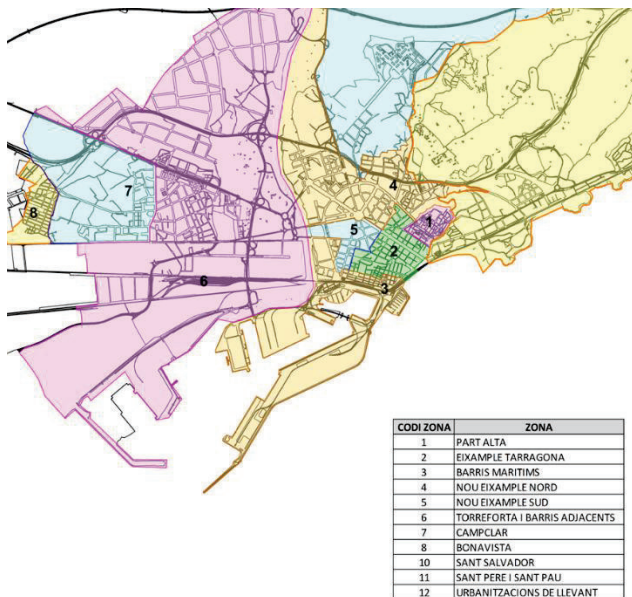 4
7
8
1
5
2
6
3
CODI ZONA ZONA
1 PART ALTA
2 EIXAMPLE TARRAGONA
3 BARRIS MARITIMS
4 NOU EIXAMPLE NORD
5 NOU EIXAMPLE SUD
6 TORREFORTA I BARRIS ADJACENTS
7 CAMPCLAR
8 BONAVISTA
10 SANT SALVADOR
11 SANT PERE I SANT PAU
12 URBANITZACIONS DE LLEVANT